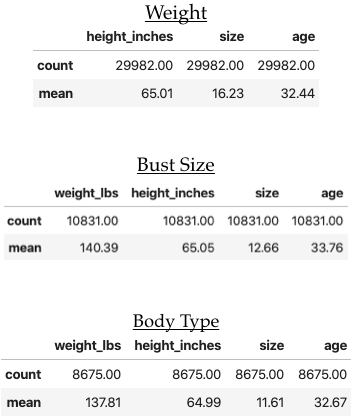 Weight
height_inches size age
count 29982.00 29982.00 29982.00
mean 65.01 16.23 32.44
Bust Size
weight_lbs height_inches size age
count 10831.00 10831.00 10831.00 10831.00
mean 140.39 65.05 12.66 33.76
Body Type
weight_lbs height_inches size age
count 8675.00 8675.00 8675.00 8675.00
mean 137.81 64.99 11.61 32.67